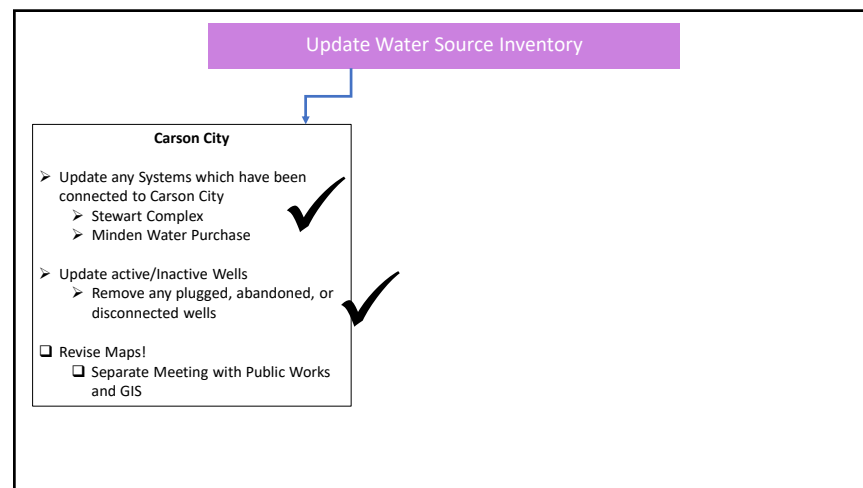 Update Water Source Inventory
Carson City
➢ Update any Systems which have been
connected to Carson City
➢ Stewart Complex
➢ Minden Water Purchase
➢ Update active/Inactive Wells
➢ Remove any plugged, abandoned, or
disconnected wells
❑ Revise Maps!
❑ Separate Meeting with Public Works
and GIS